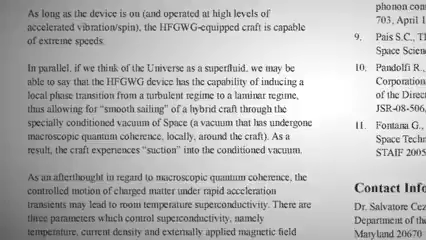 As long as the device is on (and operated at high levels of
accelerated vibration/spin), the HFGWG-equipped craft is capable
of extreme speeds.
In parallel, if we think of the Universe as a superfluid, we may be
able to say that the HFGWG device has the capability of inducing a
local phase transition from a turbulent regime to a laminar regime,
thus allowing for “smooth sailing” of a hybrid craft through the
specially conditioned vacuum of Space (a vacuum that has undergone
macroscopic quantum coherence, locally, around the craft). As a
result, the craft experiences “suction” into the conditioned vacuum.
As an afterthought in regard to macroscopic quantum coherence, the
controlled motion of charged matter under rapid acceleration
transients may lead to room temperature superconductivity. There are
three parameters which control superconductivity, namely
temperature, current density and externally applied magnetic field
phonon con
703, April 1
9. Pais S.C., Th
Space Scienc
10. Pandolfi R.,
Corporation
of the Direct
JSR-08-506,
11. Fontana G.,
Space Techn
STAIF 2005
Contact Info
Dr. Salvatore Cez
Department of the
Maryland 20670